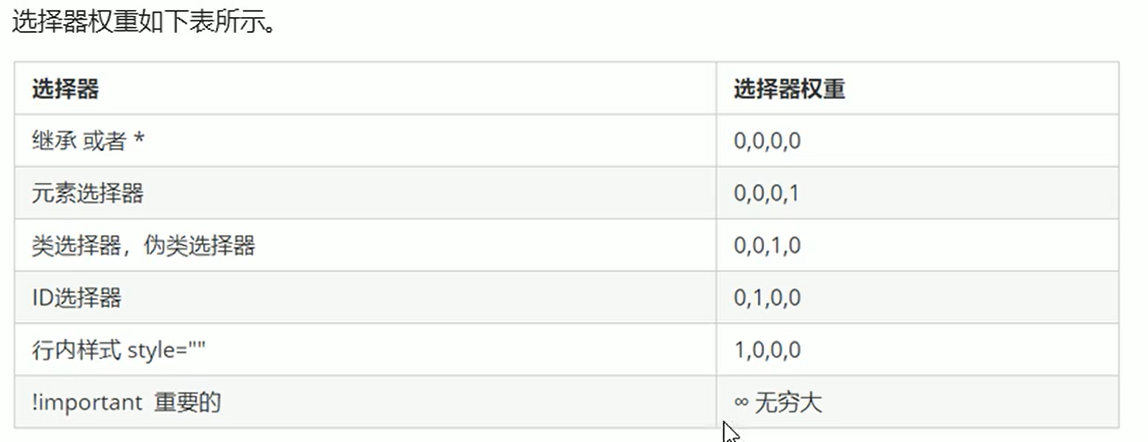 选择器权重如下表所示。
选择器 选择器权重
继承 或者 * 0,0,0,0
元素选择器 0,0,0,1
类选择器，伪类选择器 0,0,1,0
ID选择器 0,1,0,0
行内样式 style="" 1,0,0,0
!important 重要的 ∞ 无穷大